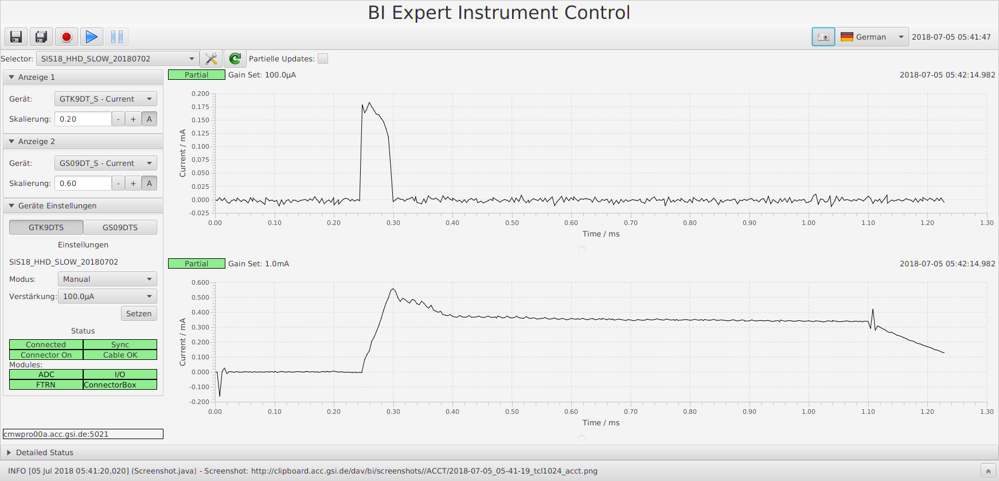 BI Expert Instrument Control
German 2018-07-05 05:41:47
Selector: SIS18_HHD_SLOW_20180702 Partielle Updates:
Anzeige 1
Gerät: GTK9DT_S - Current
Skalierung: 0.20 - + A
Anzeige 2
Gerät: GS09DT_S - Current
Skalierung: 0.60 - + A
Geräte Einstellungen
GTK9DTS GS09DTS
Einstellungen
SIS18_HHD_SLOW_20180702
Modus: Manual
Verstärkung: 100.0µA
Setzen
Status
Connected Sync
Connector On Cable OK
Modules:
ADC I/O
FTRN ConnectorBox
cmwpro00a.acc.gsi.de:5021
Partial Gain Set: 100.0µA 2018-07-05 05:42:14.982
0.200
0.175
0.150
0.125
0.100
0.075
0.050
0.025
0.000
-0.025
Current / mA
0.00 0.10 0.20 0.30 0.40 0.50 0.60 0.70 0.80 0.90 1.00 1.10 1.20 1.30
Time / ms
Partial Gain Set: 1.0mA 2018-07-05 05:42:14.982
0.600
0.500
0.400
0.300
0.200
0.100
0.000
-0.100
-0.200
Current / mA
0.00 0.10 0.20 0.30 0.40 0.50 0.60 0.70 0.80 0.90 1.00 1.10 1.20 1.30
Time / ms
Detailed Status
INFO [05 Jul 2018 05:41:20,020] (Screenshot.java) - Screenshot: http://clipboard.acc.gsi.de/dav/bi/screenshots//ACCT/2018-07-05_05-41-19_tcl1024_acct.png